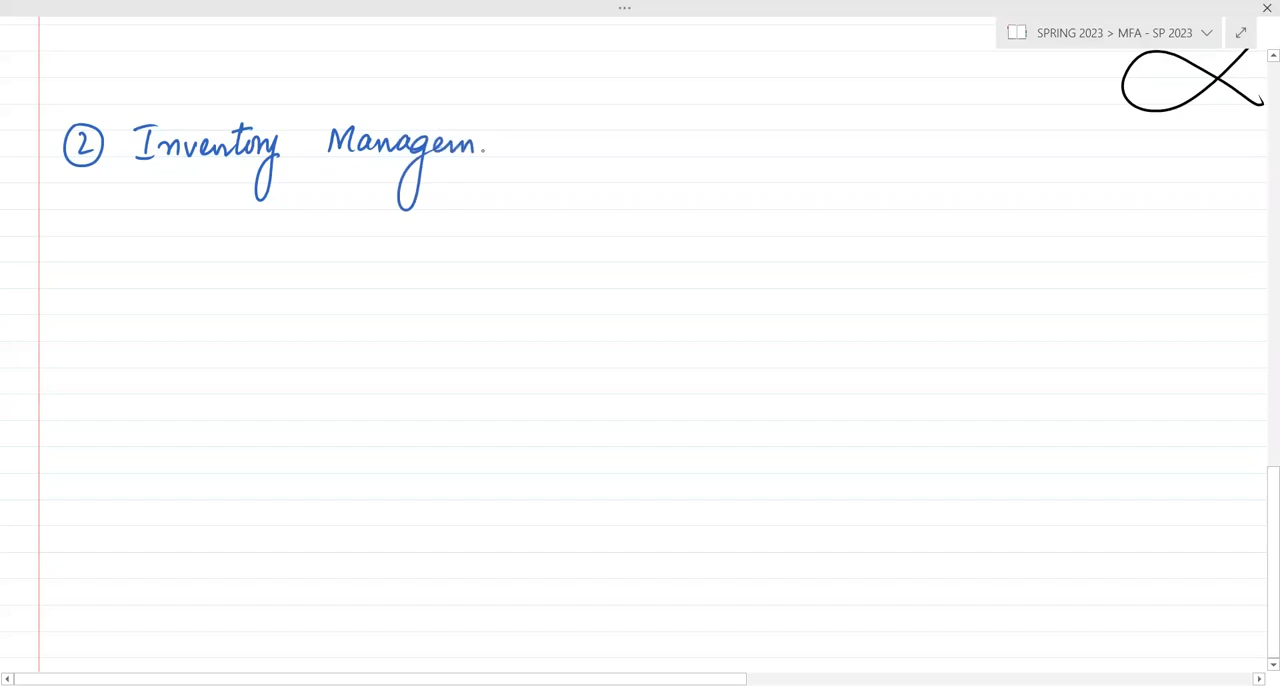 ...
SPRING 2023 > MFA - SP 2023
② Inventory Managem